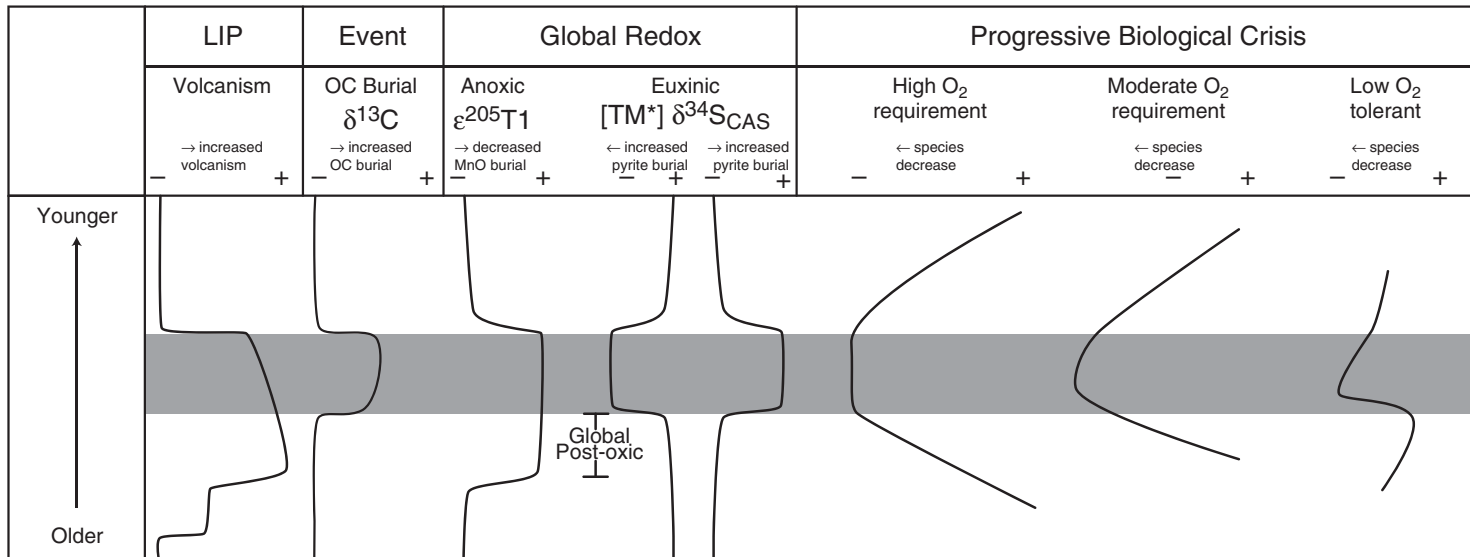 LIP
Event
Global Redox
Progressive Biological Crisis
Volcanism
→ increased
volcanism
− +
OC Burial
δ¹³C
→ increased
OC burial
− +
Anoxic
ε²⁰⁵T1
→ decreased
MnO burial
− +
Euxinic
[TM*] δ³⁴S_CAS
← increased
pyrite burial
− +
→ increased
pyrite burial
− +
High O₂
requirement
← species
decrease
− +
Moderate O₂
requirement
← species
decrease
− +
Low O₂
tolerant
← species
decrease
− +
Younger
Global
Post-oxic
Older